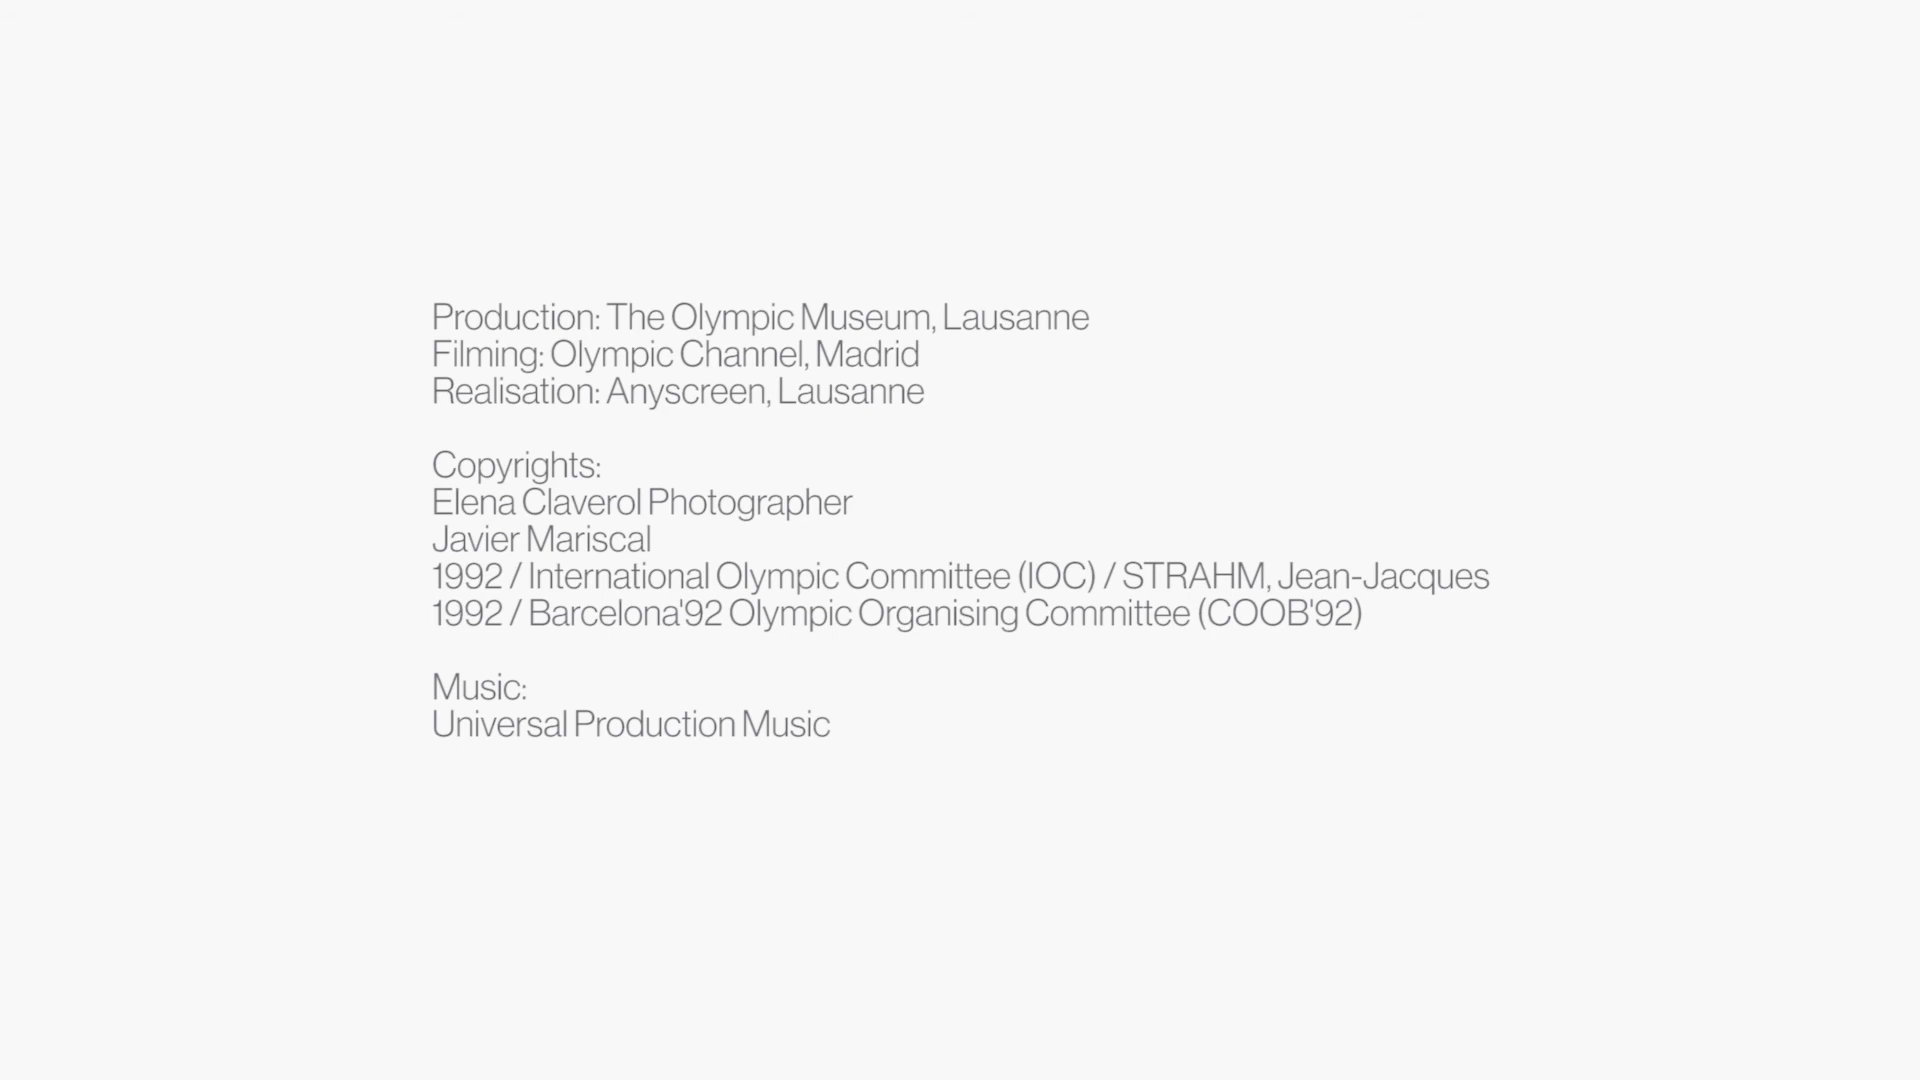 Production: The Olympic Museum, Lausanne
Filming: Olympic Channel, Madrid
Realisation: Anyscreen, Lausanne
Copyrights:
Elena Claverol Photographer
Javier Mariscal
1992 / International Olympic Committee (IOC) / STRAHM, Jean-Jacques
1992 / Barcelona'92 Olympic Organising Committee (COOB'92)
Music:
Universal Production Music